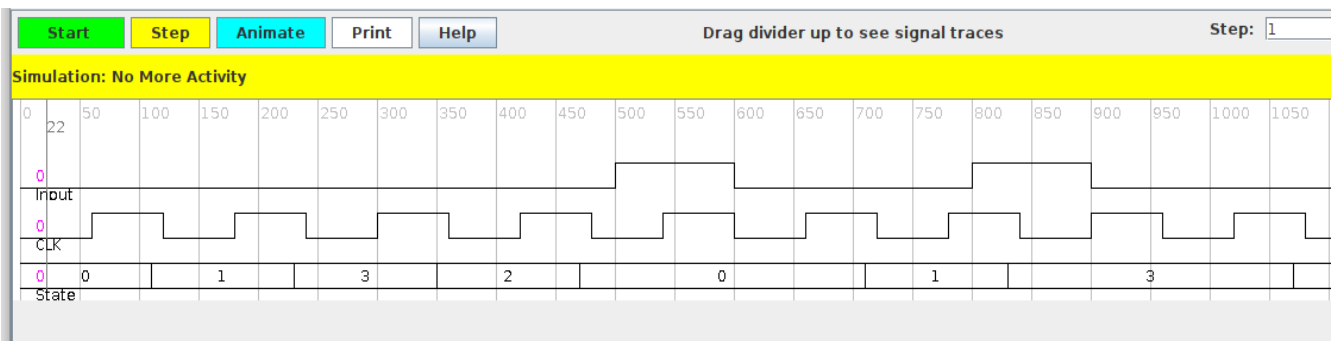 Start Step Animate Print Help Drag divider up to see signal traces Step: 1
Simulation: No More Activity
0 50 100 150 200 250 300 350 400 450 500 550 600 650 700 750 800 850 900 950 1000 1050
22
0
Input
0
CLK
0 0 1 3 2 0 1 3
State